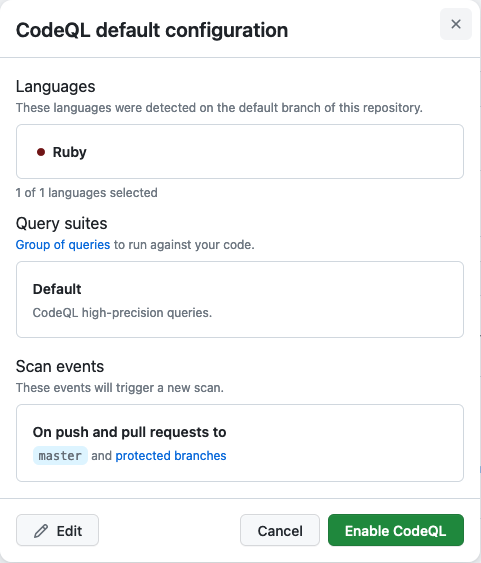 CodeQL default configuration
Languages
These languages were detected on the default branch of this repository.
Ruby
1 of 1 languages selected
Query suites
Group of queries to run against your code.
Default
CodeQL high-precision queries.
Scan events
These events will trigger a new scan.
On push and pull requests to
master and protected branches
Edit
Cancel
Enable CodeQL